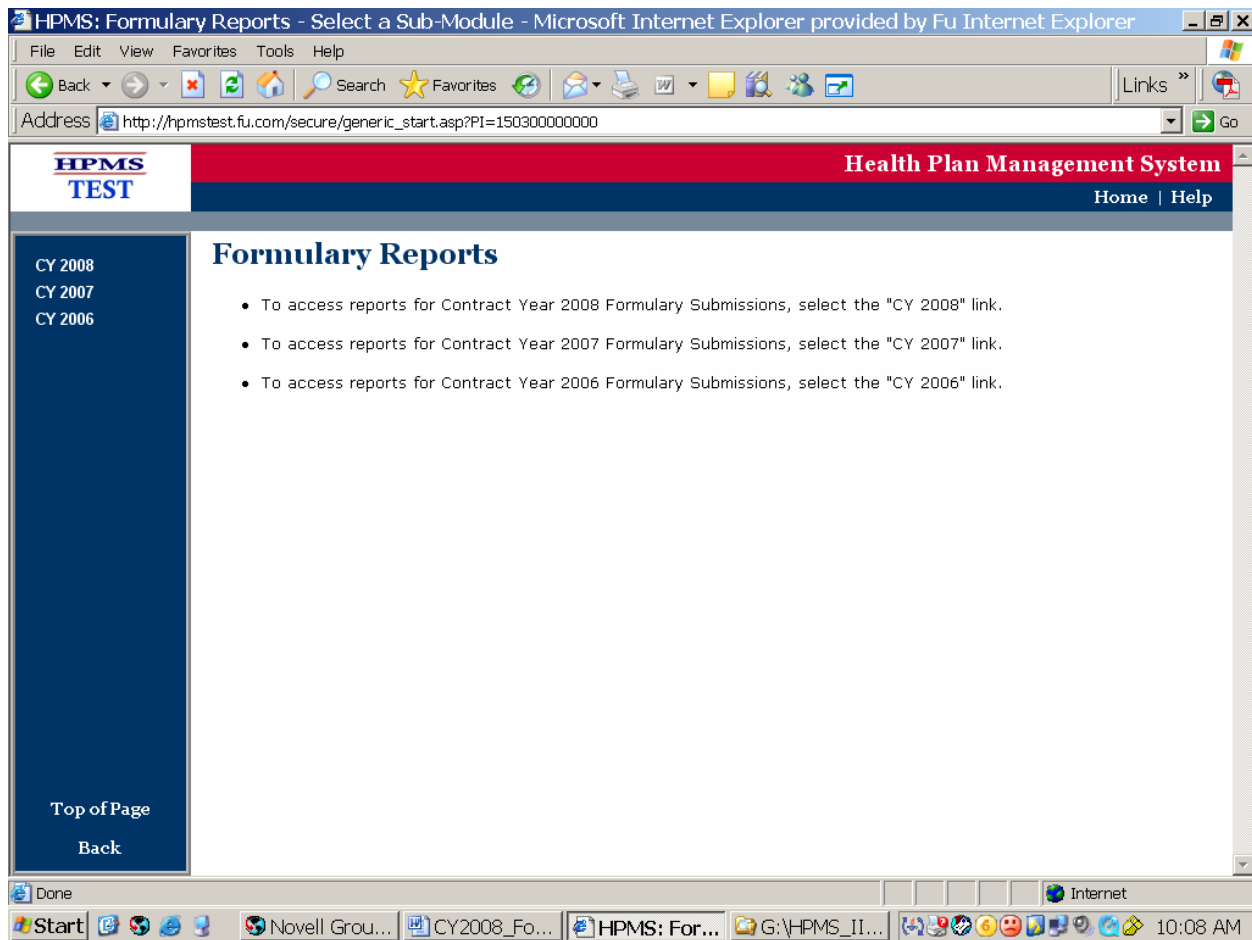 HPMS: Formulary Reports - Select a Sub-Module - Microsoft Internet Explorer provided by Fu Internet Explorer
File Edit View Favorites Tools Help
Back Search Favorites Links »
Address http://hpmstest.fu.com/secure/generic_start.asp?PI=150300000000 Go
HPMS
TEST
Health Plan Management System
Home | Help
CY 2008
CY 2007
CY 2006
Formulary Reports
• To access reports for Contract Year 2008 Formulary Submissions, select the "CY 2008" link.
• To access reports for Contract Year 2007 Formulary Submissions, select the "CY 2007" link.
• To access reports for Contract Year 2006 Formulary Submissions, select the "CY 2006" link.
Top of Page
Back
Done Internet
Start Novell Grou... CY2008_Fo... HPMS: For... G:\HPMS_II... 10:08 AM